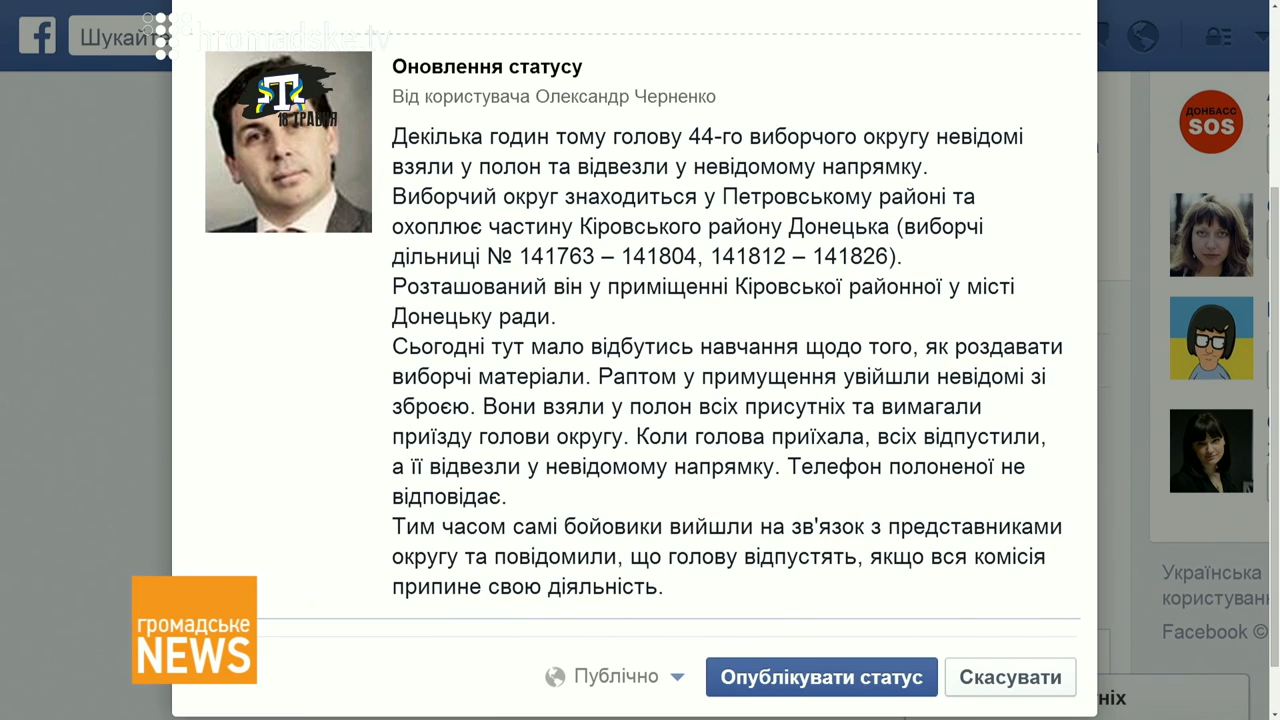 Шукайт
hromadske.tv
18 ТРАВНЯ
Оновлення статусу
Від користувача Олександр Черненко
Декілька годин тому голову 44-го виборчого округу невідомі
взяли у полон та відвезли у невідомому напрямку.
Виборчий округ знаходиться у Петровському районі та
охоплює частину Кіровського району Донецька (виборчі
дільниці № 141763 – 141804, 141812 – 141826).
Розташований він у приміщенні Кіровської районної у місті
Донецьку ради.
Сьогодні тут мало відбутись навчання щодо того, як роздавати
виборчі матеріали. Раптом у примущення увійшли невідомі зі
зброєю. Вони взяли у полон всіх присутніх та вимагали
приїзду голови округу. Коли голова приїхала, всіх відпустили,
а її відвезли у невідомому напрямку. Телефон полоненої не
відповідає.
Тим часом самі бойовики вийшли на зв'язок з представниками
округу та повідомили, що голову відпустять, якщо вся комісія
припине свою діяльність.
Публічно
Опублікувати статус
Скасувати
громадське
NEWS
ДОНБАСС
SOS
Українська
користуван
Facebook ©
ніх